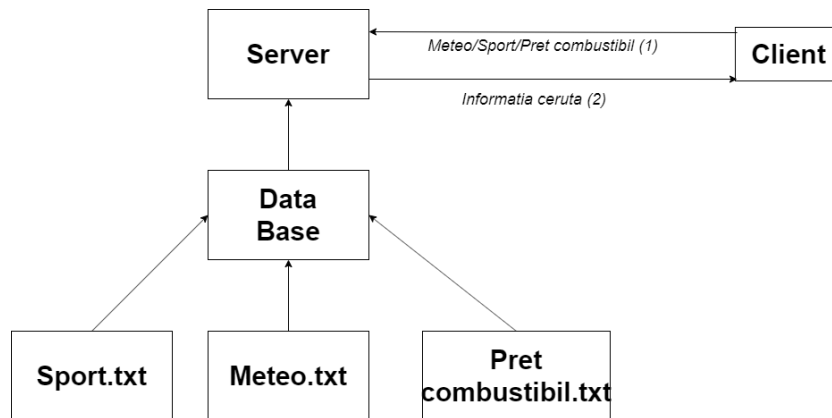 Server
Meteo/Sport/Pret combustibil (1)
Client
Informatia ceruta (2)
Data
Base
Sport.txt
Meteo.txt
Pret
combustibil.txt